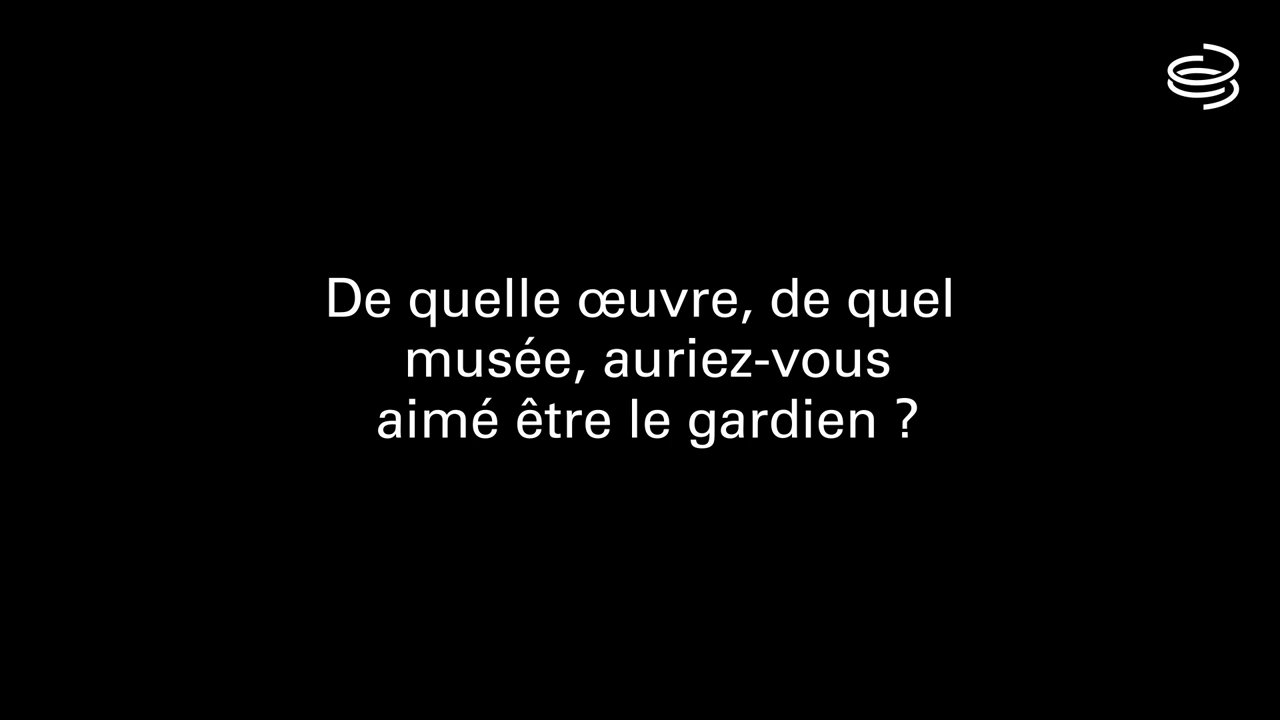 De quelle œuvre, de quel
musée, auriez-vous
aimé être le gardien ?